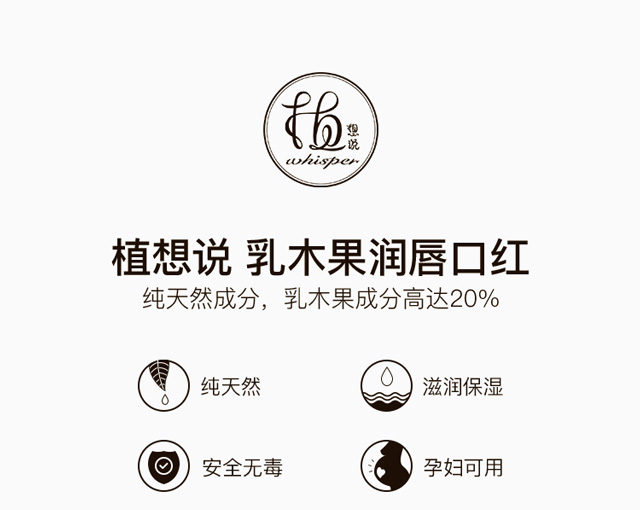 植想说
whisper
植想说 乳木果润唇口红
纯天然成分，乳木果成分高达20%
纯天然
滋润保湿
安全无毒
孕妇可用